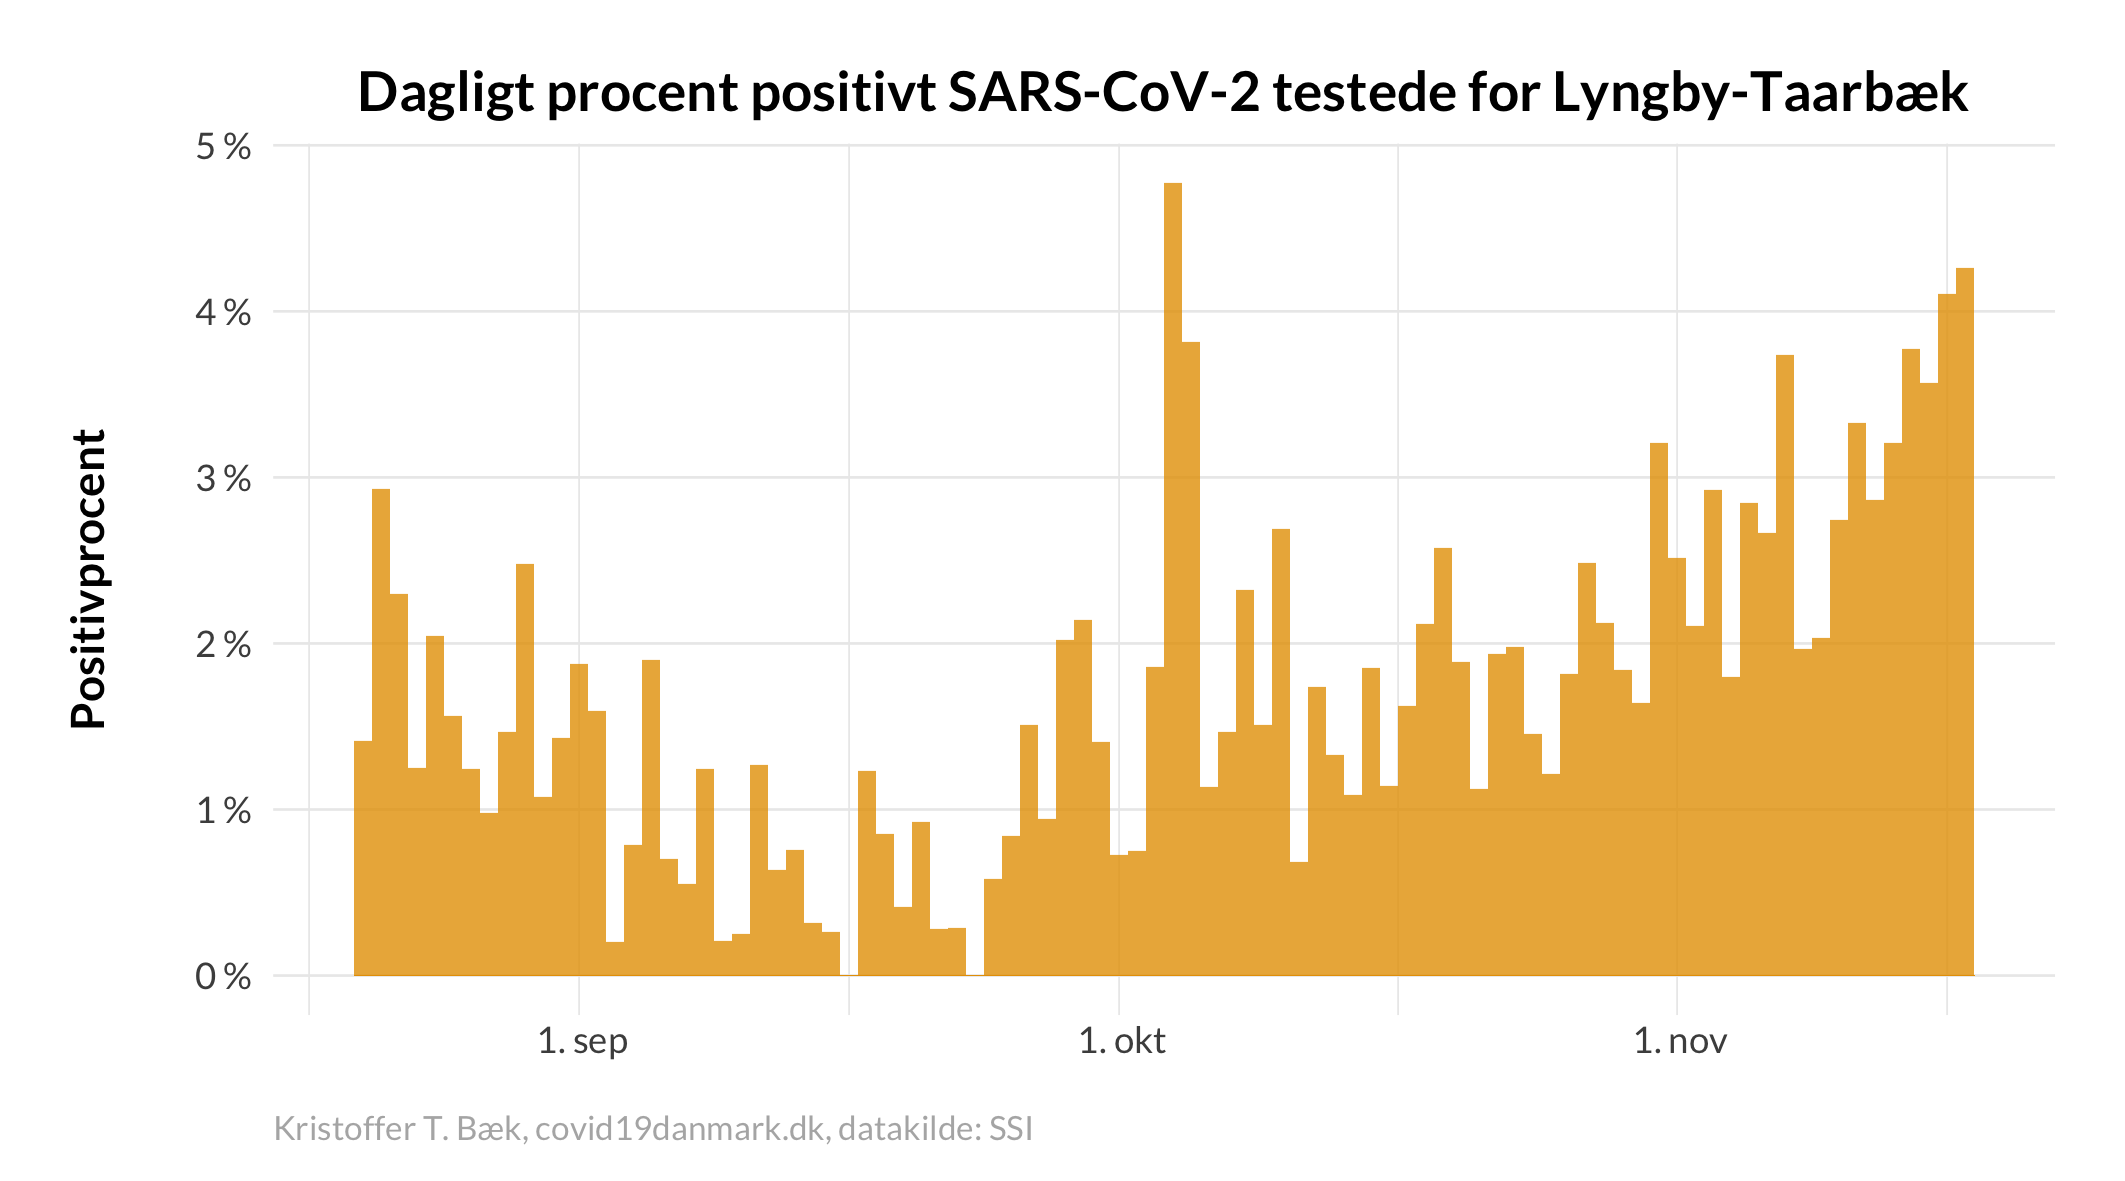 Dagligt procent positivt SARS-CoV-2 testede for Lyngby-Taarbæk
Positivprocent
5 %
4 %
3 %
2 %
1 %
0 %
1. sep
1. okt
1. nov
Kristoffer T. Bæk, covid19danmark.dk, datakilde: SSI